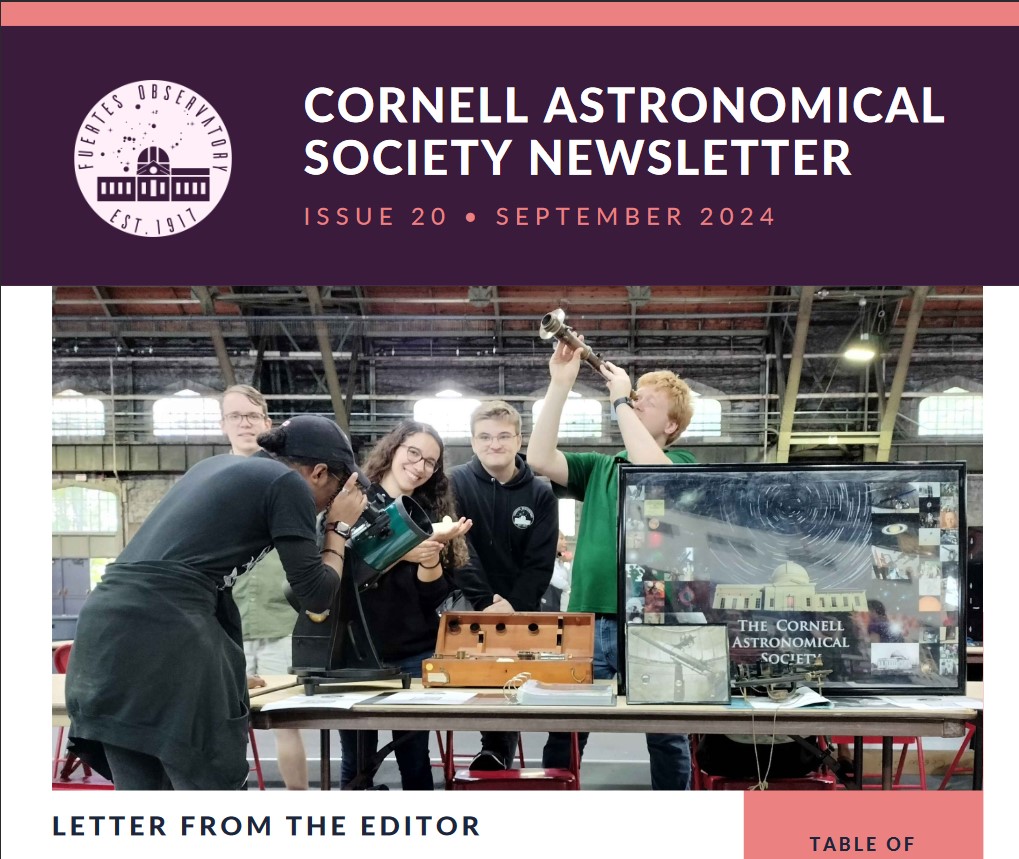 FUERTES OBSERVATORY
EST. 1917
CORNELL ASTRONOMICAL
SOCIETY NEWSLETTER
ISSUE 20 • SEPTEMBER 2024
THE CORNELL
ASTRONOMICAL
SOCIETY
LETTER FROM THE EDITOR
TABLE OF